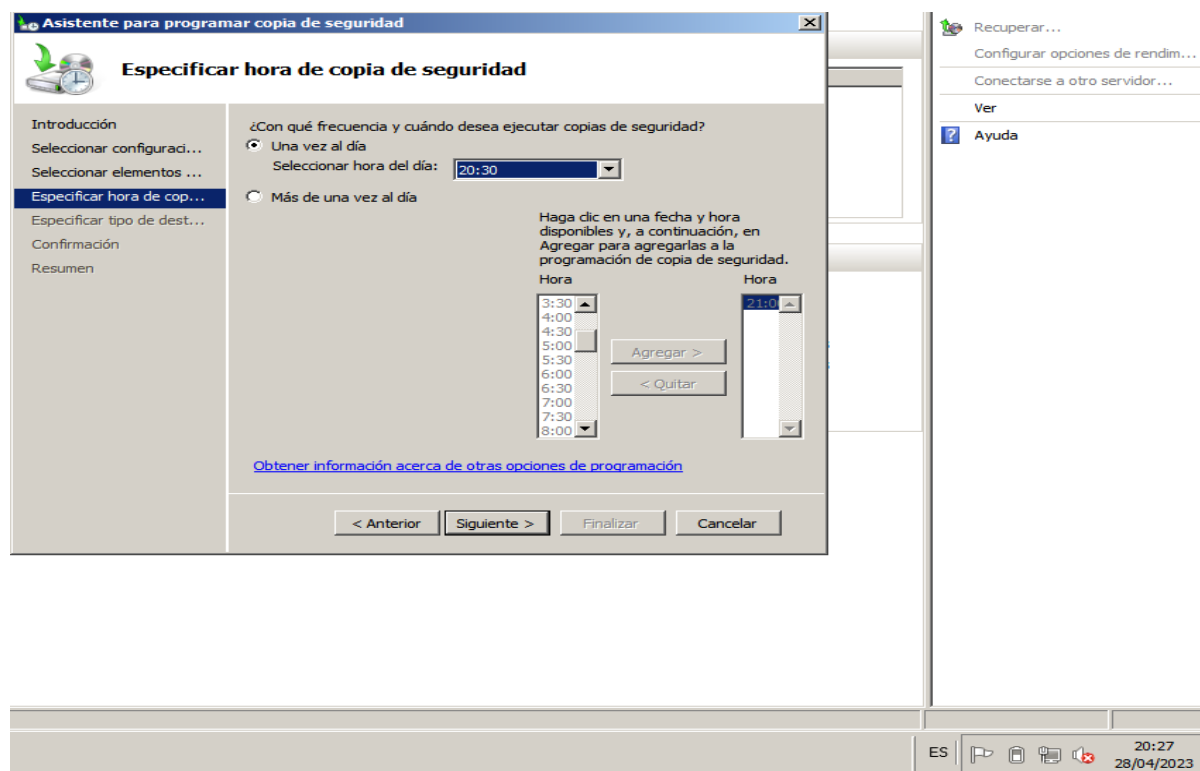 Asistente para programar copia de seguridad
Especificar hora de copia de seguridad
Introducción
Seleccionar configuraci...
Seleccionar elementos ...
Especificar hora de cop...
Especificar tipo de dest...
Confirmación
Resumen
¿Con qué frecuencia y cuándo desea ejecutar copias de seguridad?
Una vez al día
Seleccionar hora del día: 20:30
Más de una vez al día
Haga clic en una fecha y hora
disponibles y, a continuación, en
Agregar para agregarlas a la
programación de copia de seguridad.
Hora
3:30
4:00
4:30
5:00
5:30
6:00
6:30
7:00
7:30
8:00
Agregar >
< Quitar
Hora
Obtener información acerca de otras opciones de programación
< Anterior
Siguiente >
Finalizar
Cancelar
Recuperar...
Configurar opciones de rendim...
Conectarse a otro servidor...
Ver
Ayuda
ES
20:27
28/04/2023